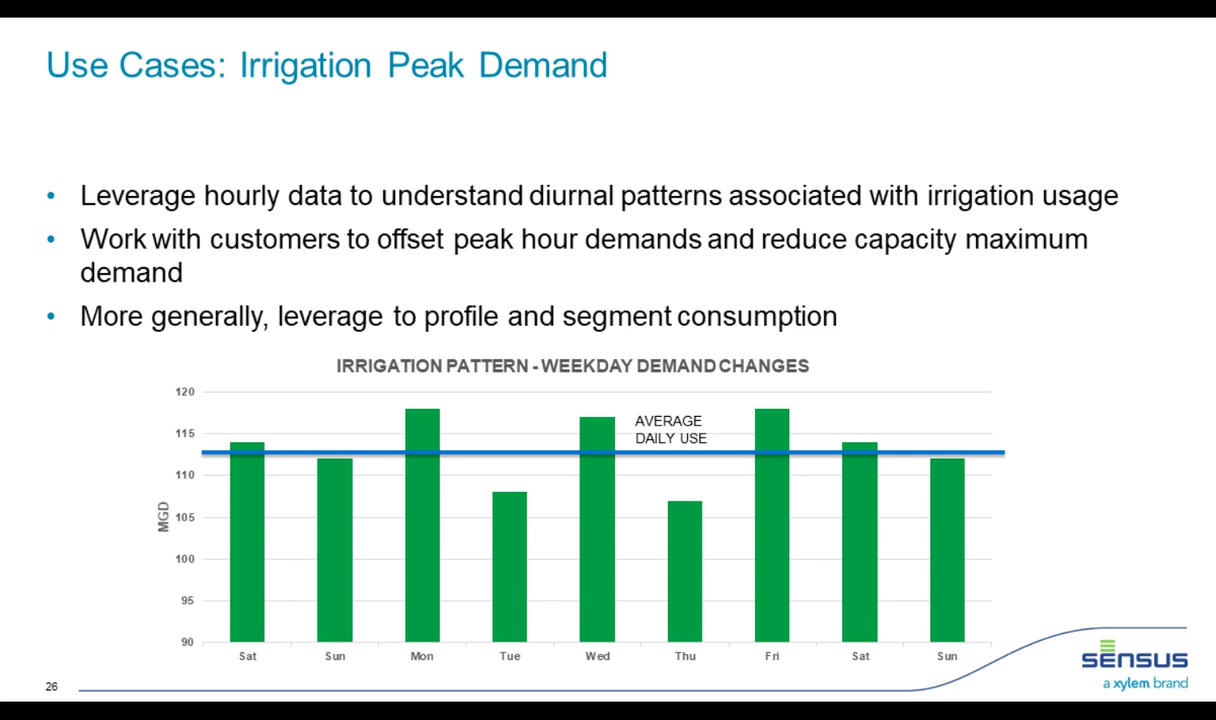 Use Cases: Irrigation Peak Demand
• Leverage hourly data to understand diurnal patterns associated with irrigation usage
• Work with customers to offset peak hour demands and reduce capacity maximum
demand
• More generally, leverage to profile and segment consumption
IRRIGATION PATTERN - WEEKDAY DEMAND CHANGES
120
115
110
105
100
95
90
MGD
AVERAGE
DAILY USE
Sat Sun Mon Tue Wed Thu Fri Sat Sun
26
SENSUS
a xylem brand